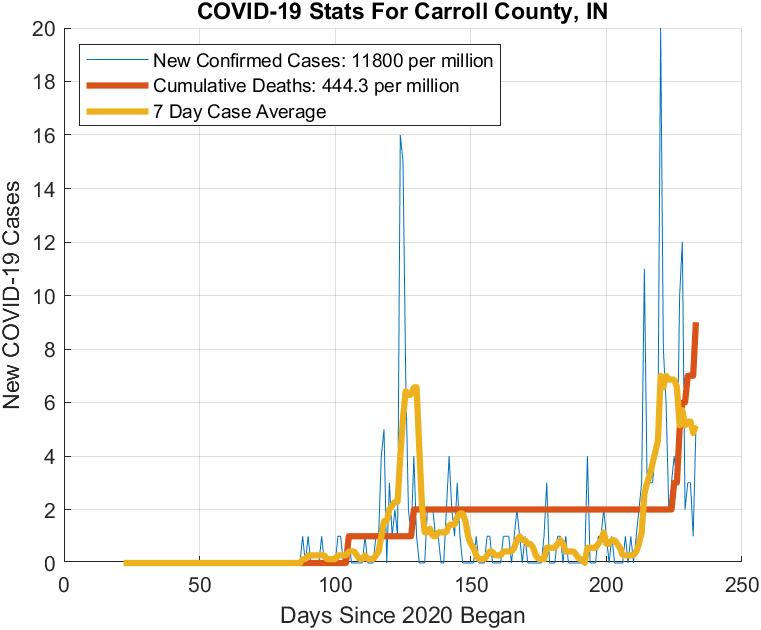 COVID-19 Stats For Carroll County, IN
New Confirmed Cases: 11800 per million
Cumulative Deaths: 444.3 per million
7 Day Case Average
New COVID-19 Cases
20
18
16
14
12
10
8
6
4
2
0
0 50 100 150 200 250
Days Since 2020 Began